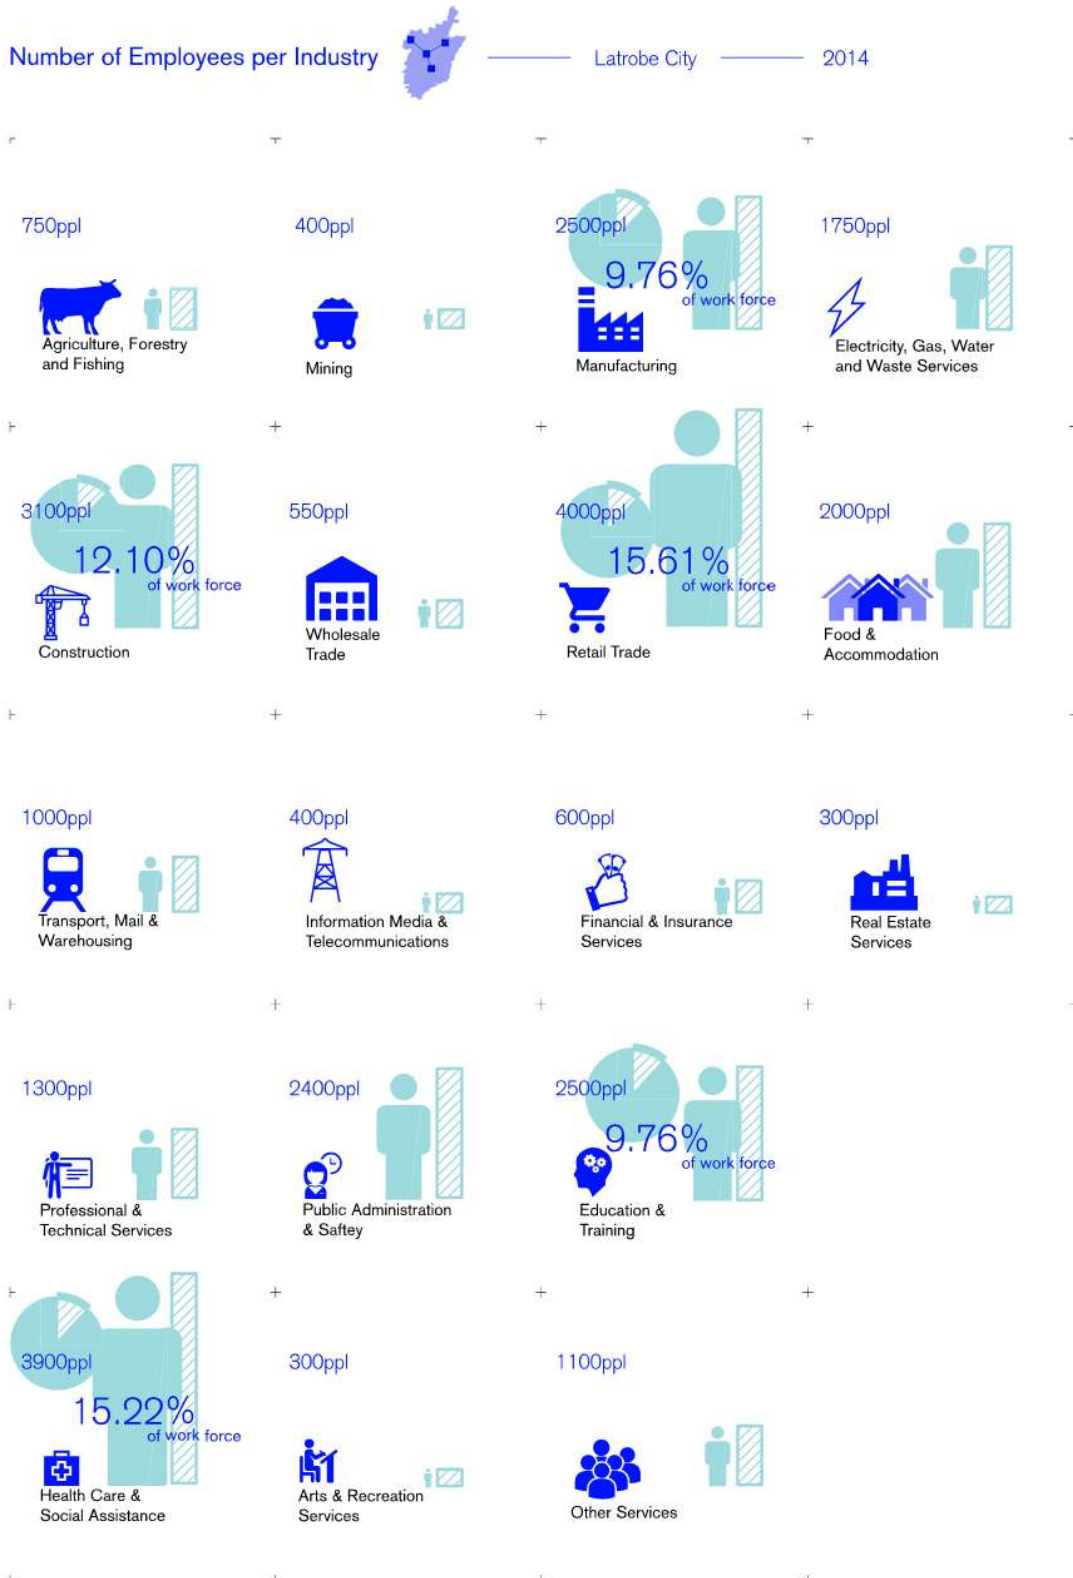 Number of Employees per Industry
Latrobe City
2014
750ppl
Agriculture, Forestry
and Fishing
400ppl
Mining
2500ppl
9.76%
of work force
Manufacturing
1750ppl
Electricity, Gas, Water
and Waste Services
3100ppl
12.10%
of work force
Construction
550ppl
Wholesale
Trade
4000ppl
15.61%
of work force
Retail Trade
2000ppl
Food &
Accommodation
1000ppl
Transport, Mail &
Warehousing
400ppl
Information Media &
Telecommunications
600ppl
Financial & Insurance
Services
300ppl
Real Estate
Services
1300ppl
Professional &
Technical Services
2400ppl
Public Administration
& Saftey
2500ppl
9.76%
of work force
Education &
Training
3900ppl
15.22%
of work force
Health Care &
Social Assistance
300ppl
Arts & Recreation
Services
1100ppl
Other Services